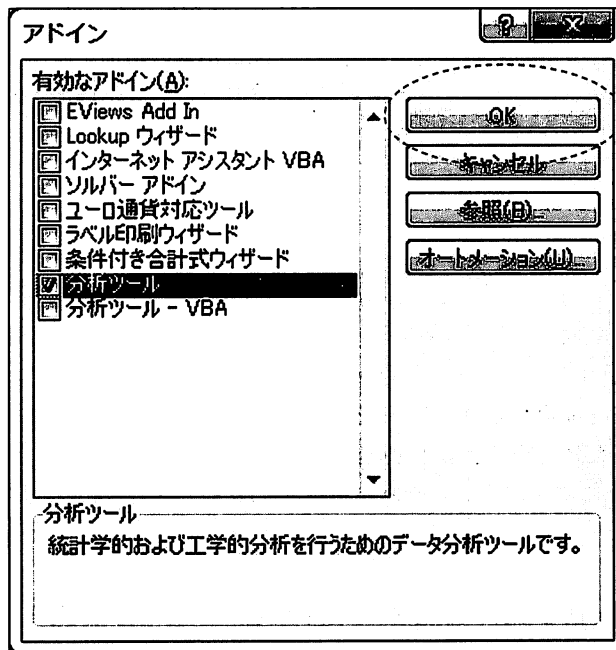 アドイン
?
×
有効なアドイン(A):
EViews Add In
Lookup ウィザード
インターネット アシスタント VBA
ソルバー アドイン
ユーロ通貨対応ツール
ラベル印刷ウィザード
条件付き合計式ウィザード
分析ツール
分析ツール - VBA
OK
キャンセル
参照(B)...
オートメーション(U)...
分析ツール
統計学的および工学的分析を行うためのデータ分析ツールです。